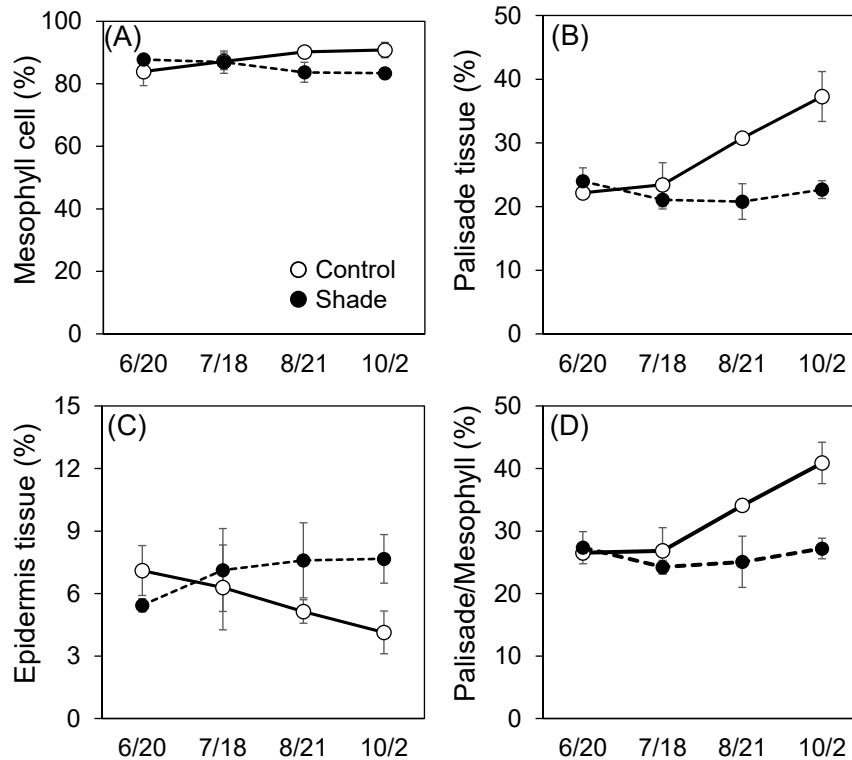 (A)
Mesophyll cell (%)
100
80
60
40
20
0
Control
Shade
6/20 7/18 8/21 10/2
(B)
Palisade tissue (%)
50
40
30
20
10
0
6/20 7/18 8/21 10/2
(C)
Epidermis tissue (%)
15
12
9
6
3
0
6/20 7/18 8/21 10/2
(D)
Palisade/Mesophyll (%)
50
40
30
20
10
0
6/20 7/18 8/21 10/2